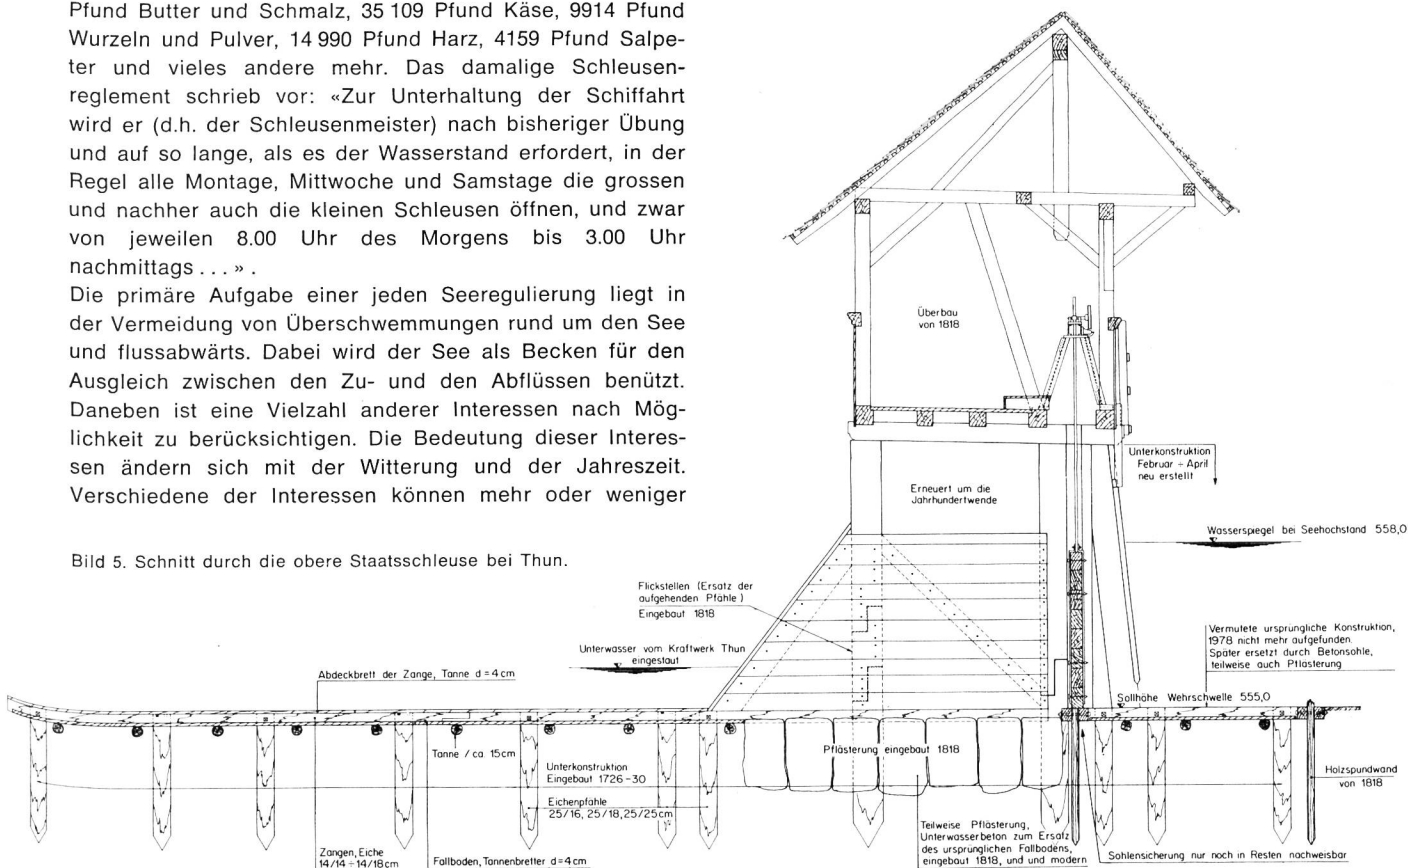 Pfund Butter und Schmalz, 35 109 Pfund Käse, 9914 Pfund
Wurzeln und Pulver, 14 990 Pfund Harz, 4159 Pfund Salpe-
ter und vieles andere mehr. Das damalige Schleusen-
reglement schrieb vor: «Zur Unterhaltung der Schiffahrt
wird er (d.h. der Schleusenmeister) nach bisheriger Übung
und auf so lange, als es der Wasserstand erfordert, in der
Regel alle Montage, Mittwoche und Samstage die grossen
und nachher auch die kleinen Schleusen öffnen, und zwar
von jeweilen 8.00 Uhr des Morgens bis 3.00 Uhr
nachmittags . . . » .
Die primäre Aufgabe einer jeden Seeregulierung liegt in
der Vermeidung von Überschwemmungen rund um den See
und flussabwärts. Dabei wird der See als Becken für den
Ausgleich zwischen den Zu- und den Abflüssen benützt.
Daneben ist eine Vielzahl anderer Interessen nach Mög-
lichkeit zu berücksichtigen. Die Bedeutung dieser Interes-
sen ändern sich mit der Witterung und der Jahreszeit.
Verschiedene der Interessen können mehr oder weniger
Bild 5. Schnitt durch die obere Staatsschleuse bei Thun.
Überbau
von 1818
Unterkonstruktion
Februar ÷ April
neu erstellt
Erneuert um die
Jahrhundertwende
Wasserspiegel bei Seehochstand 558,0
Flickstellen (Ersatz der
aufgehenden Pfähle)
Eingebaut 1818
Unterwasser vom Kraftwerk Thun
eingestaut
Vermutete ursprüngliche Konstruktion,
1978 nicht mehr aufgefunden.
Später ersetzt durch Betonsohle,
teilweise auch Pflästerung
Abdeckbrett der Zange, Tanne d = 4 cm
Sollhöhe Wehrschwelle 555,0
Tanne / ca. 15cm
Pflästerung eingebaut 1818
Unterkonstruktion
Eingebaut 1726-30
Holzspundwand
von 1818
Eichenpfähle
25/16, 25/18, 25/25cm
Teilweise Pflästerung,
Unterwasserbeton zum Ersatz
des ursprünglichen Fallbodens,
eingebaut 1818, und und modern
Zangen, Eiche
14/14 ÷ 14/18cm
Fallboden, Tannenbretter d=4cm
Sohlensicherung nur noch in Resten nachweisbar